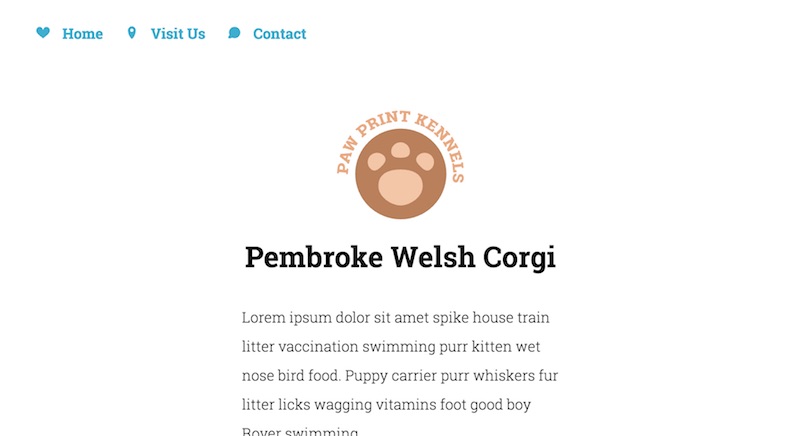 Home Visit Us Contact
PAW PRINT KENNELS
Pembroke Welsh Corgi
Lorem ipsum dolor sit amet spike house train
litter vaccination swimming purr kitten wet
nose bird food. Puppy carrier purr whiskers fur
litter licks wagging vitamins foot good boy
Rover swimming